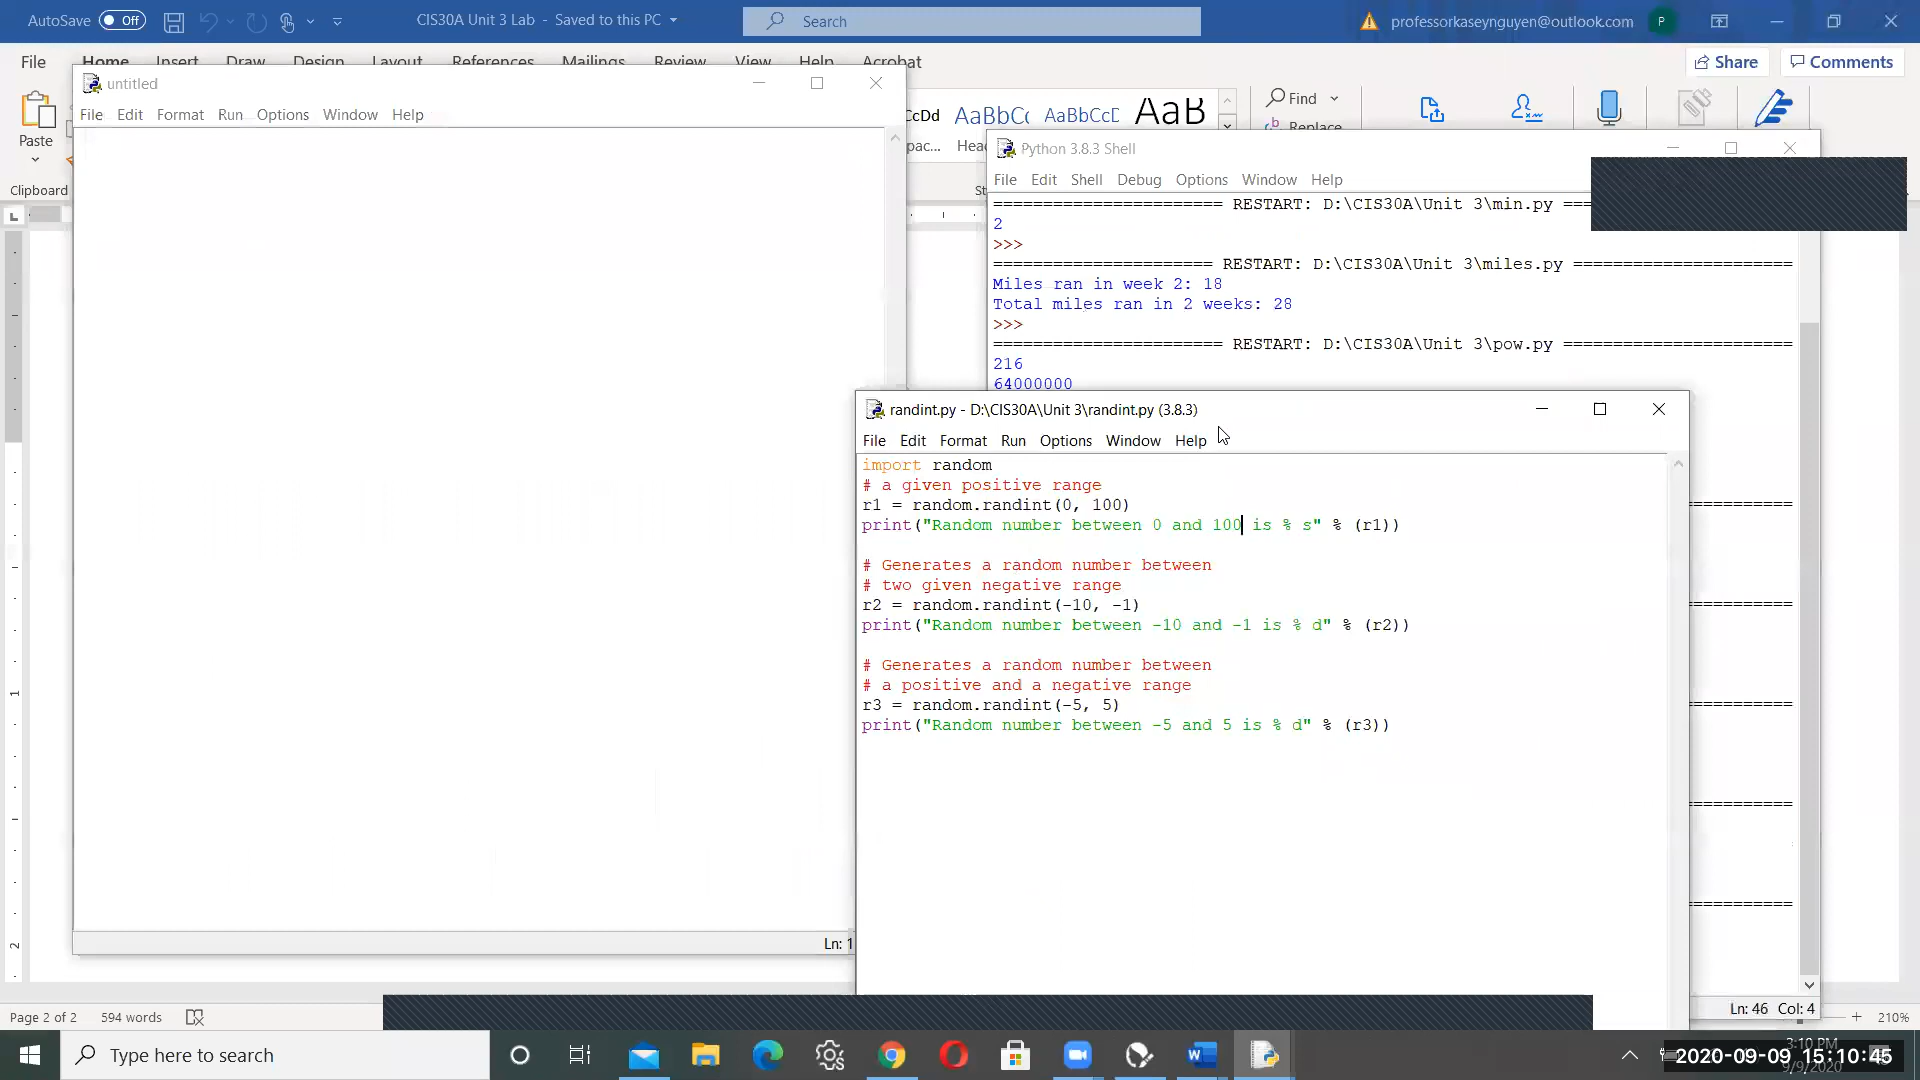 AutoSave Off CIS30A Unit 3 Lab - Saved to this PC Search professorkaseynguyen@outlook.com P
File Home Insert Draw Design Layout References Mailings Review View Help Acrobat Share Comments
Paste
Clipboard
AaBbCc AaBbCcD AaB
Find
Replace
untitled
File Edit Format Run Options Window Help
Ln: 1
Python 3.8.3 Shell
File Edit Shell Debug Options Window Help
======================= RESTART: D:\CIS30A\Unit 3\min.py ===
2
>>>
====================== RESTART: D:\CIS30A\Unit 3\miles.py ======================
Miles ran in week 2: 18
Total miles ran in 2 weeks: 28
>>>
======================= RESTART: D:\CIS30A\Unit 3\pow.py =======================
216
64000000
Ln: 46 Col: 4
randint.py - D:\CIS30A\Unit 3\randint.py (3.8.3)
File Edit Format Run Options Window Help
import random
# a given positive range
r1 = random.randint(0, 100)
print("Random number between 0 and 100 is % s" % (r1))
# Generates a random number between
# two given negative range
r2 = random.randint(-10, -1)
print("Random number between -10 and -1 is % d" % (r2))
# Generates a random number between
# a positive and a negative range
r3 = random.randint(-5, 5)
print("Random number between -5 and 5 is % d" % (r3))
Page 2 of 2 594 words 210%
Type here to search
3:10 PM
2020-09-09 15:10:45
9/9/2020